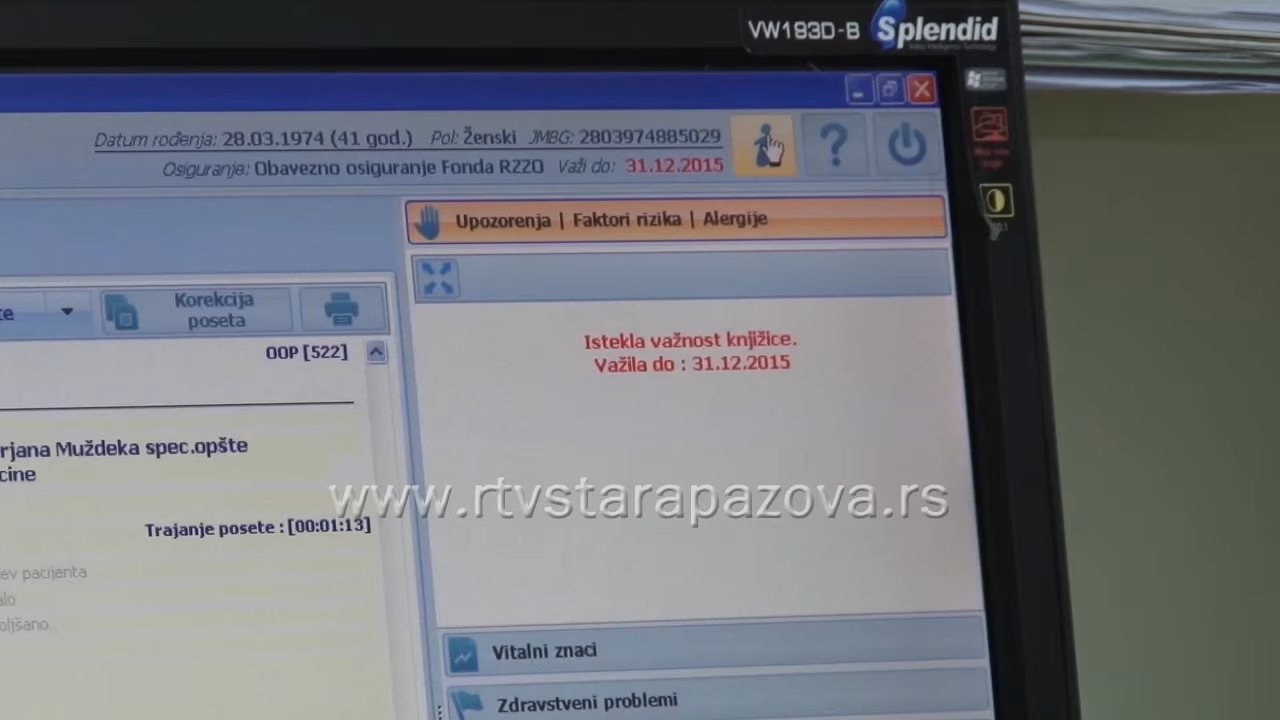 VW193D-B Splendid
Datum rođenja: 28.03.1974 (41 god.) Pol: Ženski JMBG: 2803974885029
Osiguranje: Obavezno osiguranje Fonda RZZO Važi do: 31.12.2015
Upozorenja | Faktori rizika | Alergije
te
Korekcija
poseta
OOP [522]
Istekla važnost knjižice.
Važila do : 31.12.2015
rjana Muždeka spec.opšte
cine
www.rtvstarapazova.rs
Trajanje posete : [00:01:13]
ev pacijenta
alo
oljšano
Vitalni znaci
Zdravstveni problemi